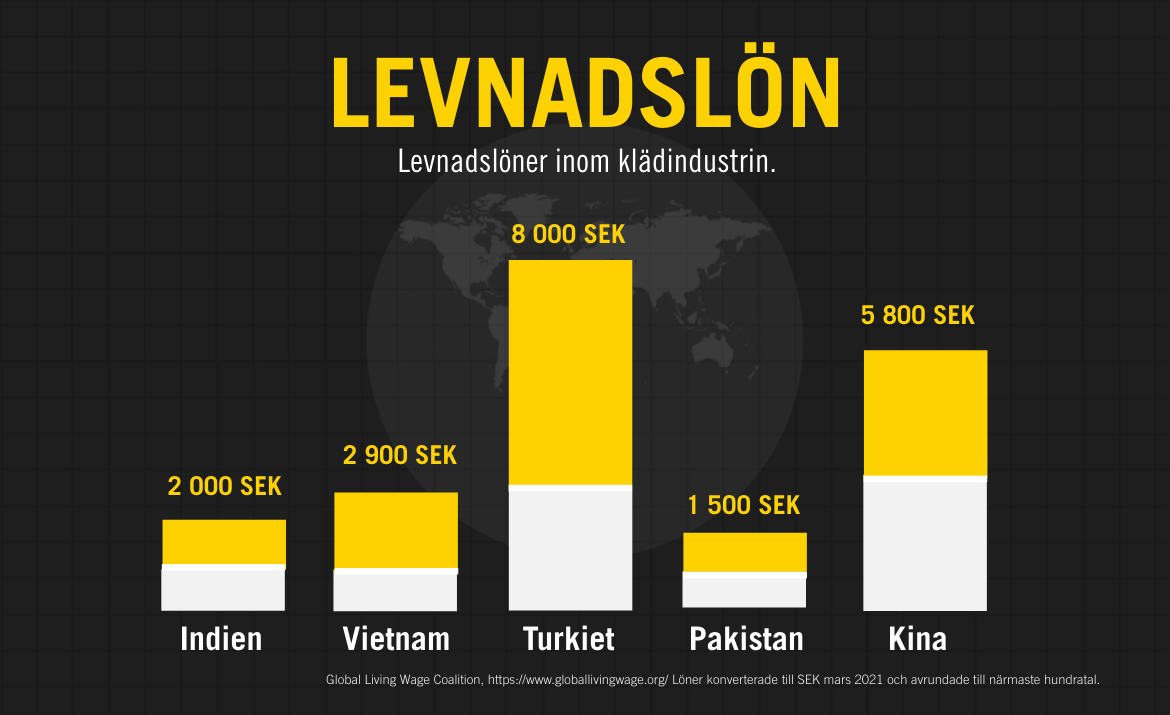 LEVNADSLÖN
Levnadslöner inom klädindustrin.
8 000 SEK
5 800 SEK
2 900 SEK
2 000 SEK
1 500 SEK
Indien Vietnam Turkiet Pakistan Kina
Global Living Wage Coalition, https://www.globallivingwage.org/ Löner konverterade till SEK mars 2021 och avrundade till närmaste hundratal.